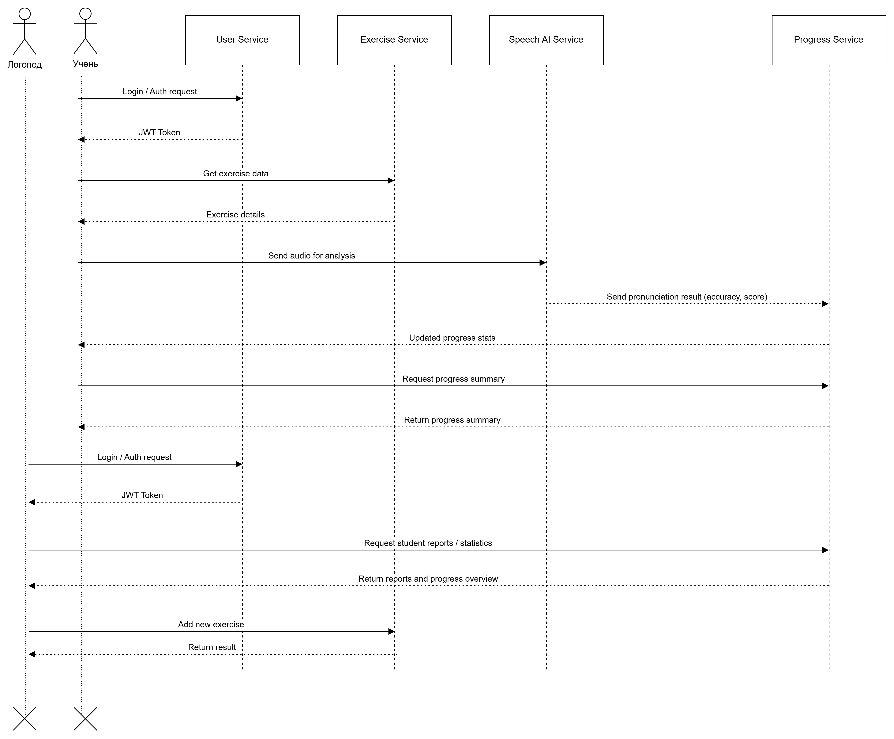 Логопед
Учень
User Service
Exercise Service
Speech AI Service
Progress Service
Login / Auth request
JWT Token
Get exercise data
Exercise details
Send audio for analysis
Send pronunciation result (accuracy, score)
Updated progress stats
Request progress summary
Return progress summary
Login / Auth request
JWT Token
Request student reports / statistics
Return reports and progress overview
Add new exercise
Return result